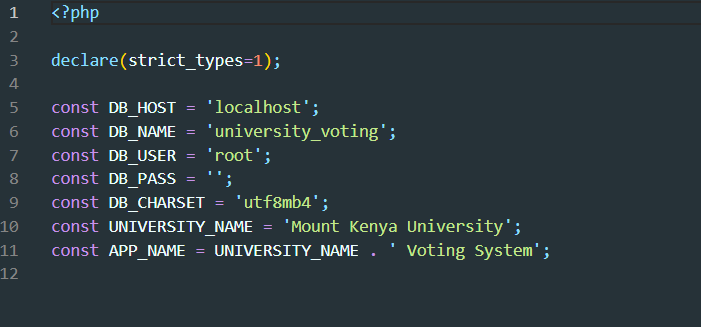 1 <?php
2
3 declare(strict_types=1);
4
5 const DB_HOST = 'localhost';
6 const DB_NAME = 'university_voting';
7 const DB_USER = 'root';
8 const DB_PASS = '';
9 const DB_CHARSET = 'utf8mb4';
10 const UNIVERSITY_NAME = 'Mount Kenya University';
11 const APP_NAME = UNIVERSITY_NAME . ' Voting System';
12